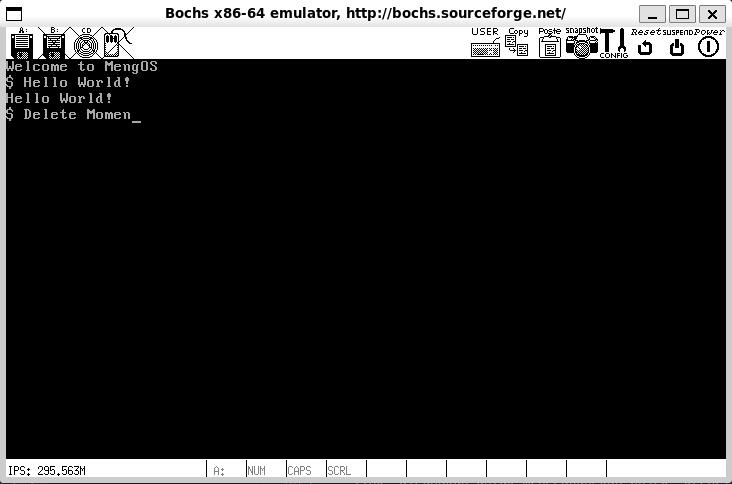 Bochs x86-64 emulator, http://bochs.sourceforge.net/
A: B: CD USER Copy Paste snapshot CONFIG Reset SUSPEND Power
Welcome to MengOS
$ Hello World!
Hello World!
$ Delete Momen_
IPS: 295.563M A: NUM CAPS SCRL